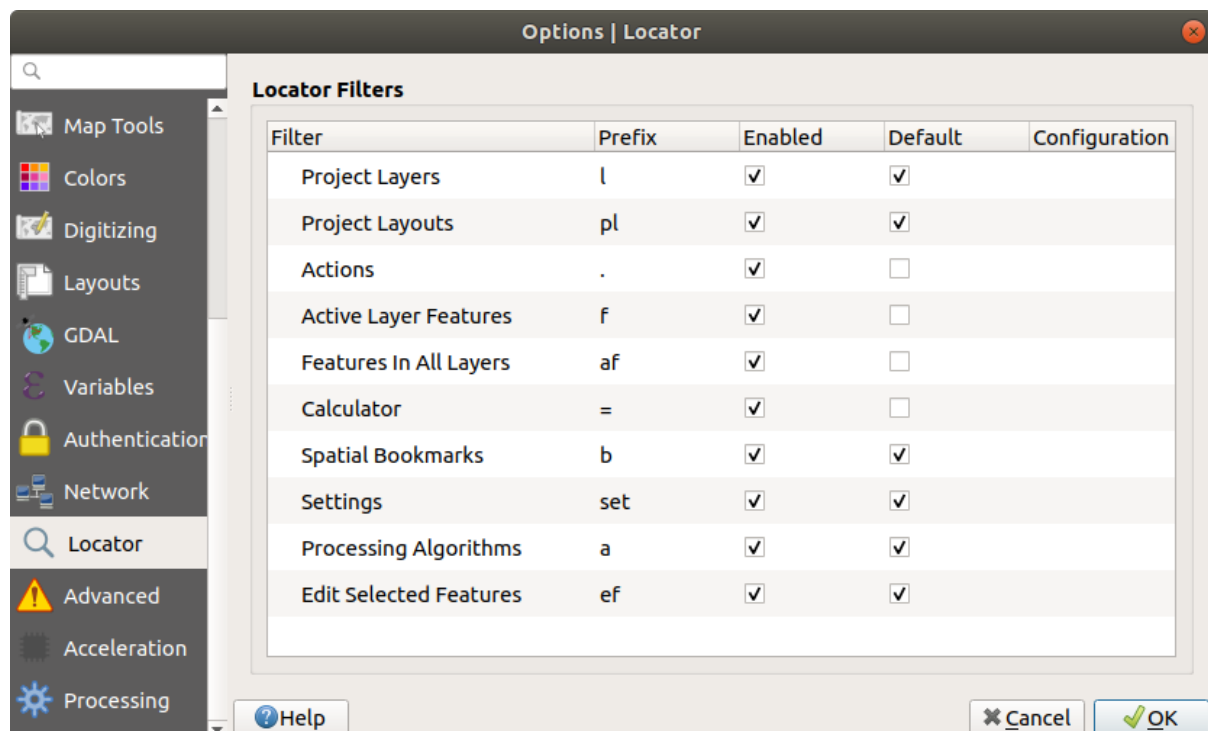 Options | Locator
Map Tools
Colors
Digitizing
Layouts
GDAL
Variables
Authentication
Network
Locator
Advanced
Acceleration
Processing
Locator Filters
Filter Prefix Enabled Default Configuration
Project Layers l
Project Layouts pl
Actions .
Active Layer Features f
Features In All Layers af
Calculator =
Spatial Bookmarks b
Settings set
Processing Algorithms a
Edit Selected Features ef
Help Cancel OK